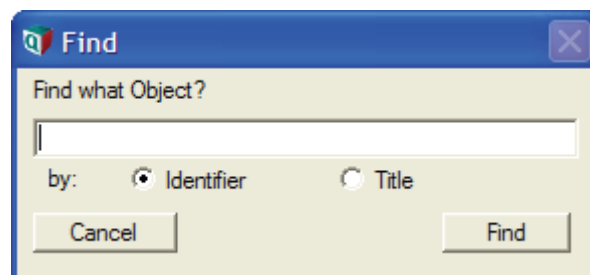 Find
Find what Object?
by: Identifier Title
Cancel Find